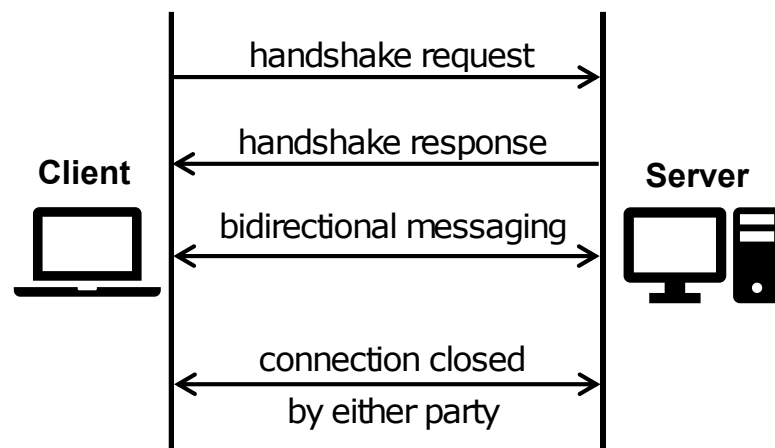 handshake request
handshake response
Client
Server
bidirectional messaging
connection closed
by either party